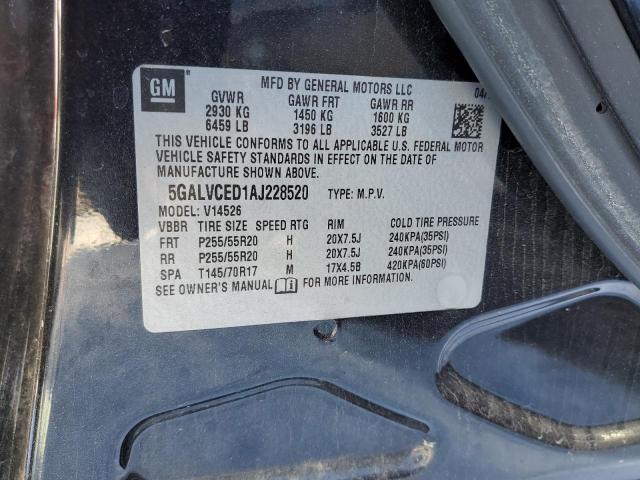 GM
MFD BY GENERAL MOTORS LLC
GVWR GAWR FRT GAWR RR
2930 KG 1450 KG 1600 KG
6459 LB 3196 LB 3527 LB
THIS VEHICLE CONFORMS TO ALL APPLICABLE U.S. FEDERAL MOTOR
VEHICLE SAFETY STANDARDS IN EFFECT ON THE DATE OF
MANUFACTURE SHOWN ABOVE.
5GALVCED1AJ228520 TYPE: M.P.V.
MODEL: V14526
VBBR TIRE SIZE SPEED RTG RIM COLD TIRE PRESSURE
FRT P255/55R20 H 20X7.5J 240KPA(35PSI)
RR P255/55R20 H 20X7.5J 240KPA(35PSI)
SPA T145/70R17 M 17X4.5B 420KPA(60PSI)
SEE OWNER'S MANUAL FOR MORE INFORMATION.